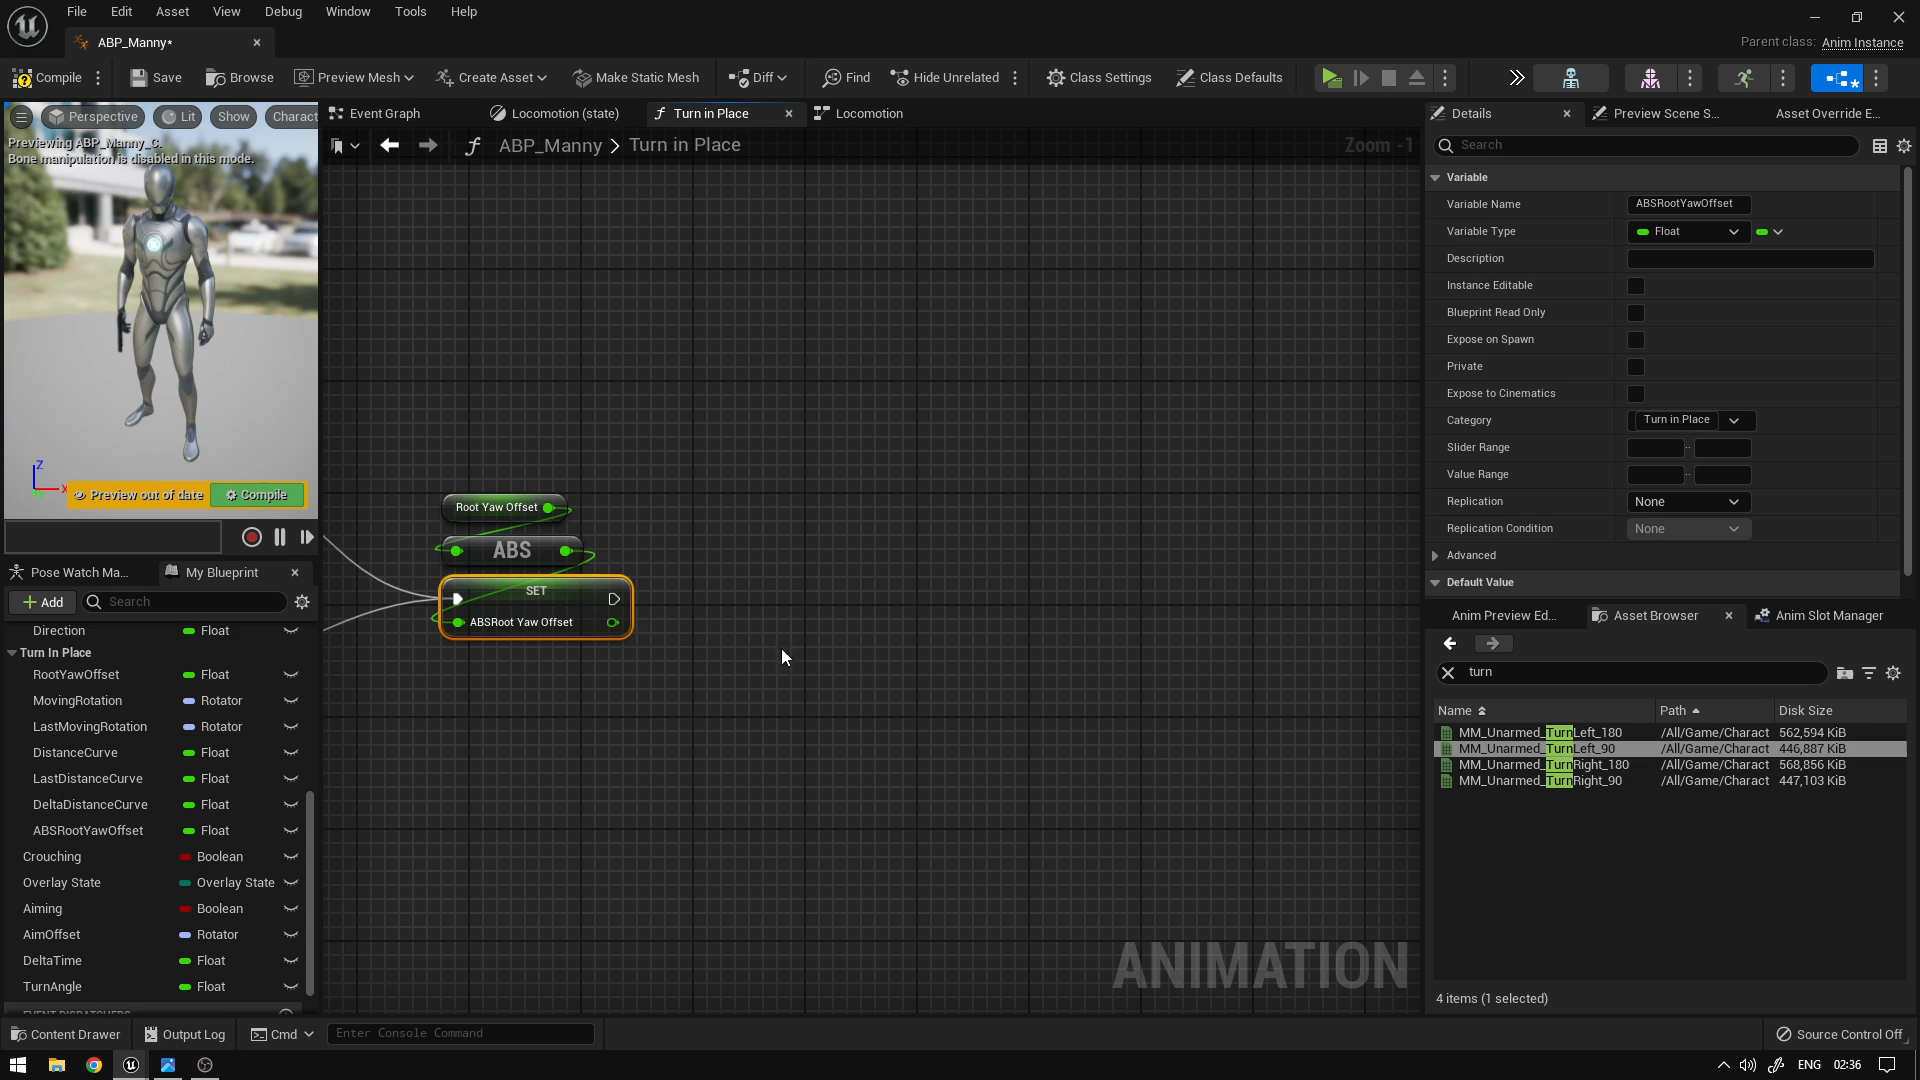 File Edit Asset View Debug Window Tools Help
ABP_Manny*
Parent class: Anim Instance
Compile Save Browse Preview Mesh Create Asset Make Static Mesh Diff Find Hide Unrelated Class Settings Class Defaults
Perspective Lit Show Charact
Previewing ABP_Manny_C.
Bone manipulation is disabled in this mode.
Z
X
Preview out of date Compile
Event Graph Locomotion (state) Turn in Place Locomotion
ABP_Manny > Turn in Place
Zoom -1
Root Yaw Offset
ABS
SET
ABSRoot Yaw Offset
ANIMATION
Pose Watch Ma... My Blueprint
+ Add Search
Direction Float
Turn In Place
RootYawOffset Float
MovingRotation Rotator
LastMovingRotation Rotator
DistanceCurve Float
LastDistanceCurve Float
DeltaDistanceCurve Float
ABSRootYawOffset Float
Crouching Boolean
Overlay State Overlay State
Aiming Boolean
AimOffset Rotator
DeltaTime Float
TurnAngle Float
EVENT DISPATCHERS
Details Preview Scene S... Asset Override E...
Search
Variable
Variable Name ABSRootYawOffset
Variable Type Float
Description
Instance Editable
Blueprint Read Only
Expose on Spawn
Private
Expose to Cinematics
Category Turn in Place
Slider Range
Value Range
Replication None
Replication Condition None
Advanced
Default Value
Anim Preview Ed... Asset Browser Anim Slot Manager
turn
Name Path Disk Size
MM_Unarmed_TurnLeft_180 /All/Game/Charact 562,594 KiB
MM_Unarmed_TurnLeft_90 /All/Game/Charact 446,887 KiB
MM_Unarmed_TurnRight_180 /All/Game/Charact 568,856 KiB
MM_Unarmed_TurnRight_90 /All/Game/Charact 447,103 KiB
4 items (1 selected)
Content Drawer Output Log Cmd Enter Console Command Source Control Off
ENG 02:36